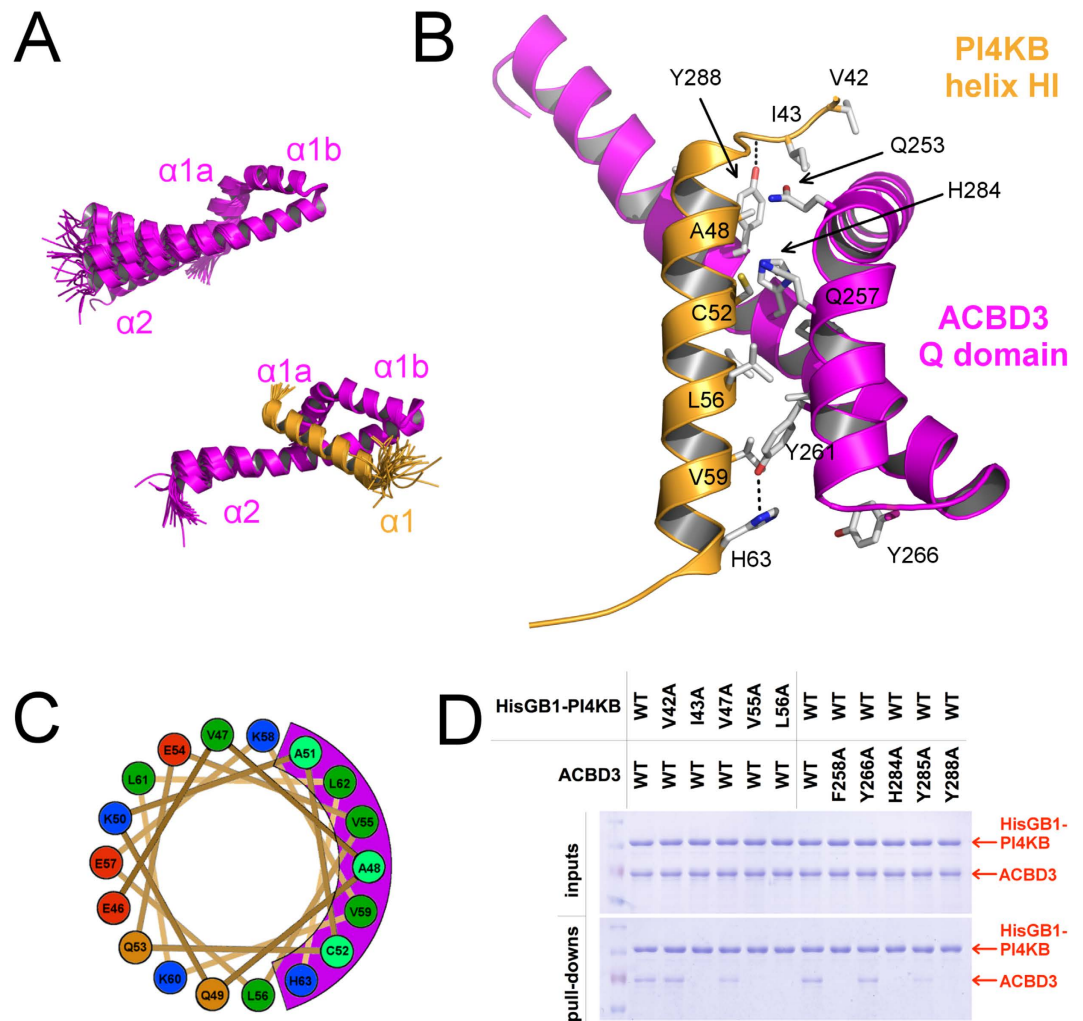 A
α1a
α1b
α2
α1a
α1b
α2
α1
B
PI4KB
helix HI
V42
Y288
I43
Q253
H284
A48
Q257
C52
ACBD3
Q domain
L56
Y261
V59
H63
Y266
C
V47
K58
E54
A51
L61
L62
K50
V55
E57
A48
E46
V59
Q53
C52
K60
H63
Q49
L56
D
HisGB1-PI4KB
WT V42A I43A V47A V55A L56A WT WT WT WT WT WT
ACBD3
WT WT WT WT WT WT WT F258A Y266A H284A Y285A Y288A
inputs
HisGB1-
PI4KB
ACBD3
pull-downs
HisGB1-
PI4KB
ACBD3